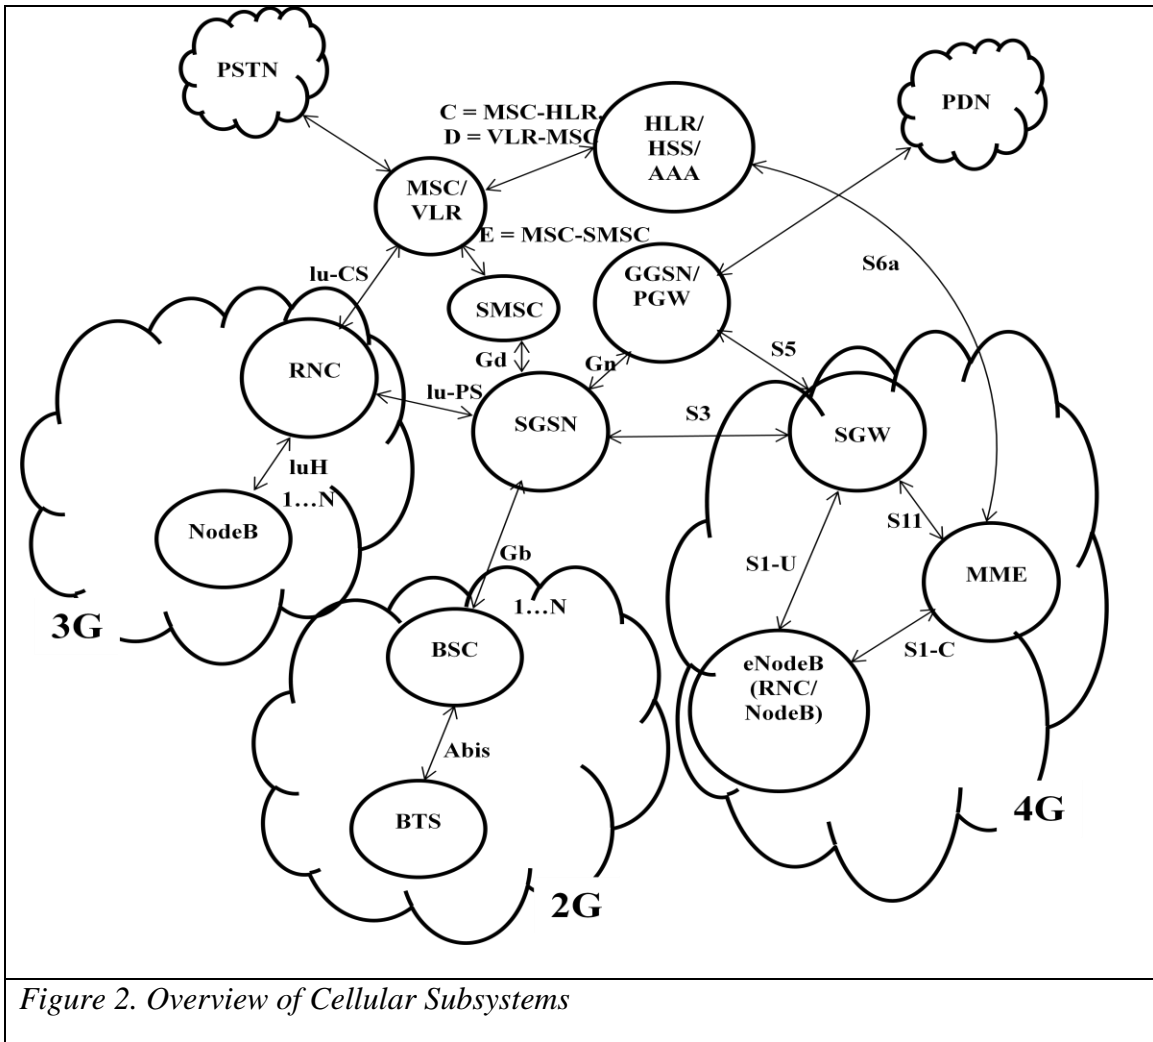 PSTN
PDN
C = MSC-HLR,
D = VLR-MSC
HLR/
HSS/
AAA
MSC/
VLR
E = MSC-SMSC
S6a
lu-CS
GGSN/
PGW
SMSC
RNC
Gd
Gn
S5
lu-PS
SGSN
S3
SGW
luH
1…N
NodeB
S11
Gb
S1-U
MME
3G
1…N
BSC
S1-C
eNodeB
(RNC/
NodeB)
Abis
BTS
4G
2G
Figure 2. Overview of Cellular Subsystems